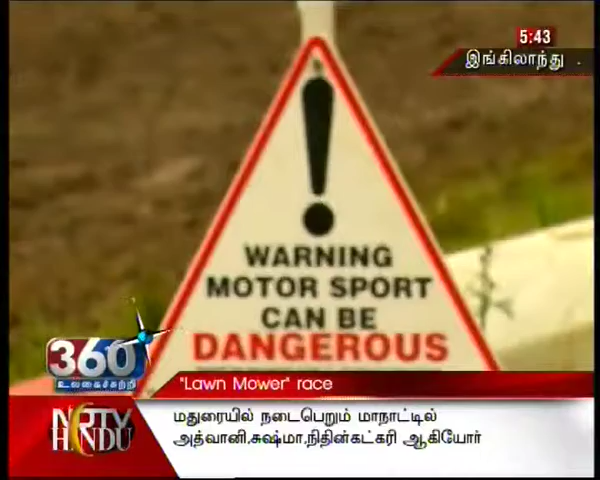 5:43
இங்கிலாந்து .
WARNING
MOTOR SPORT
CAN BE
DANGEROUS
360
உலகைச்சுற்றி
"Lawn Mower" race
NDTV
HINDU
மதுரையில் நடைபெறும் மாநாட்டில்
அத்வானி.சுஷ்மா.நிதின்கட்கரி ஆகியோர்